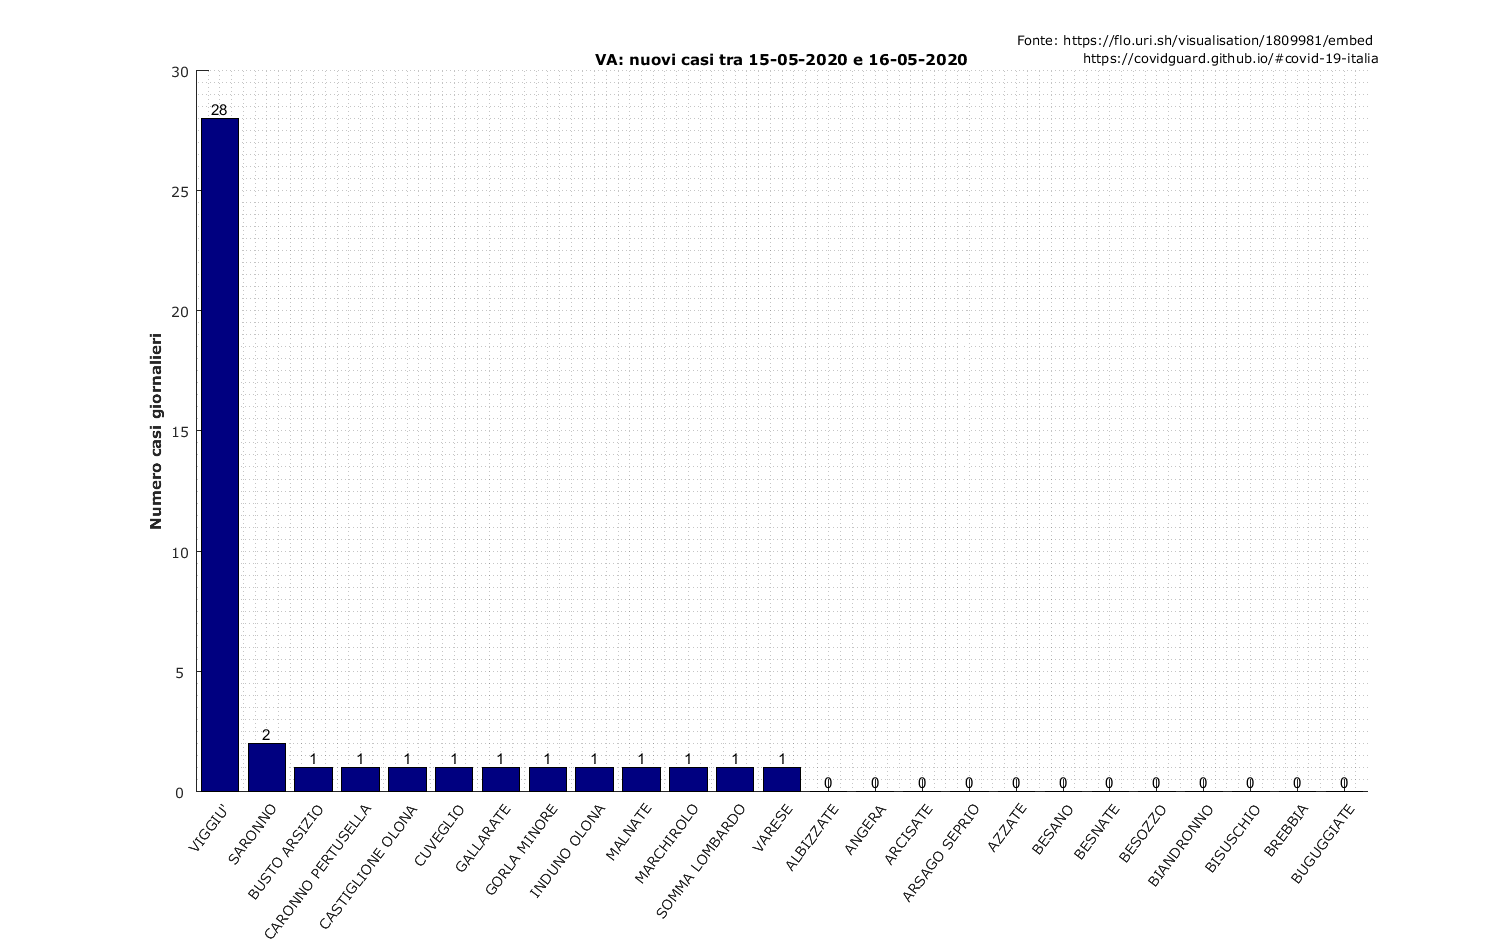 Fonte: https://flo.uri.sh/visualisation/1809981/embed
https://covidguard.github.io/#covid-19-italia
VA: nuovi casi tra 15-05-2020 e 16-05-2020
Numero casi giornalieri
30
25
20
15
10
5
0
28
2
1
1
1
1
1
1
1
1
1
1
1
0
0
0
0
0
0
0
0
0
0
0
0
VIGGIU'
SARONNO
BUSTO ARSIZIO
CARONNO PERTUSELLA
CASTIGLIONE OLONA
CUVEGLIO
GALLARATE
GORLA MINORE
INDUNO OLONA
MALNATE
MARCHIROLO
SOMMA LOMBARDO
VARESE
ALBIZZATE
ANGERA
ARCISATE
ARSAGO SEPRIO
AZZATE
BESANO
BESNATE
BESOZZO
BIANDRONNO
BISUSCHIO
BREBBIA
BUGUGGIATE